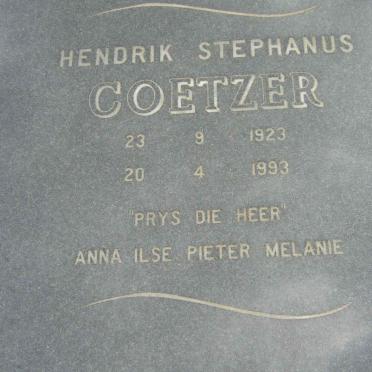 HENDRIK STEPHANUS
COETZER
23 9 1923
20 4 1993
"PRYS DIE HEER"
ANNA ILSE PIETER MELANIE